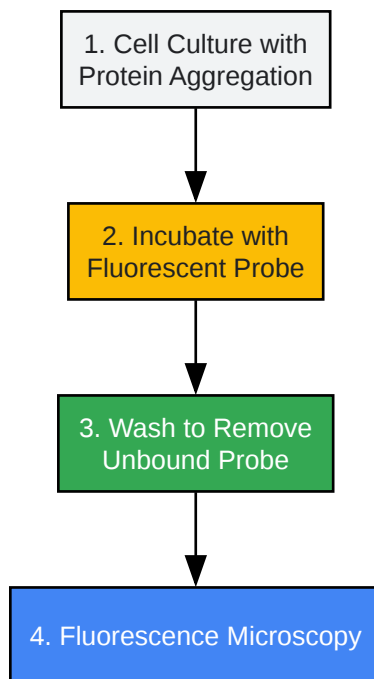 1. Cell Culture with
Protein Aggregation
2. Incubate with
Fluorescent Probe
3. Wash to Remove
Unbound Probe
4. Fluorescence Microscopy